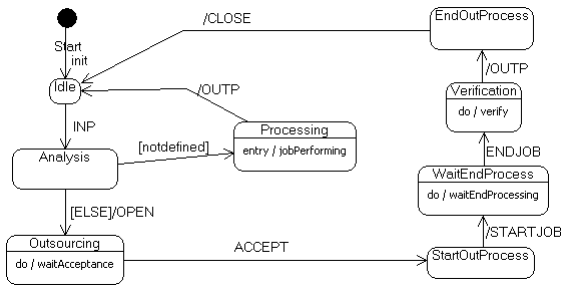 /CLOSE
EndOutProcess
Start
init
Idle
/OUTP
/OUTP
Verification
do / verify
INP
Processing
entry / jobPerforming
[notdefined]
Analysis
ENDJOB
WaitEndProcess
do / waitEndProcessing
[ELSE]/OPEN
/STARTJOB
Outsourcing
do / waitAcceptance
ACCEPT
StartOutProcess